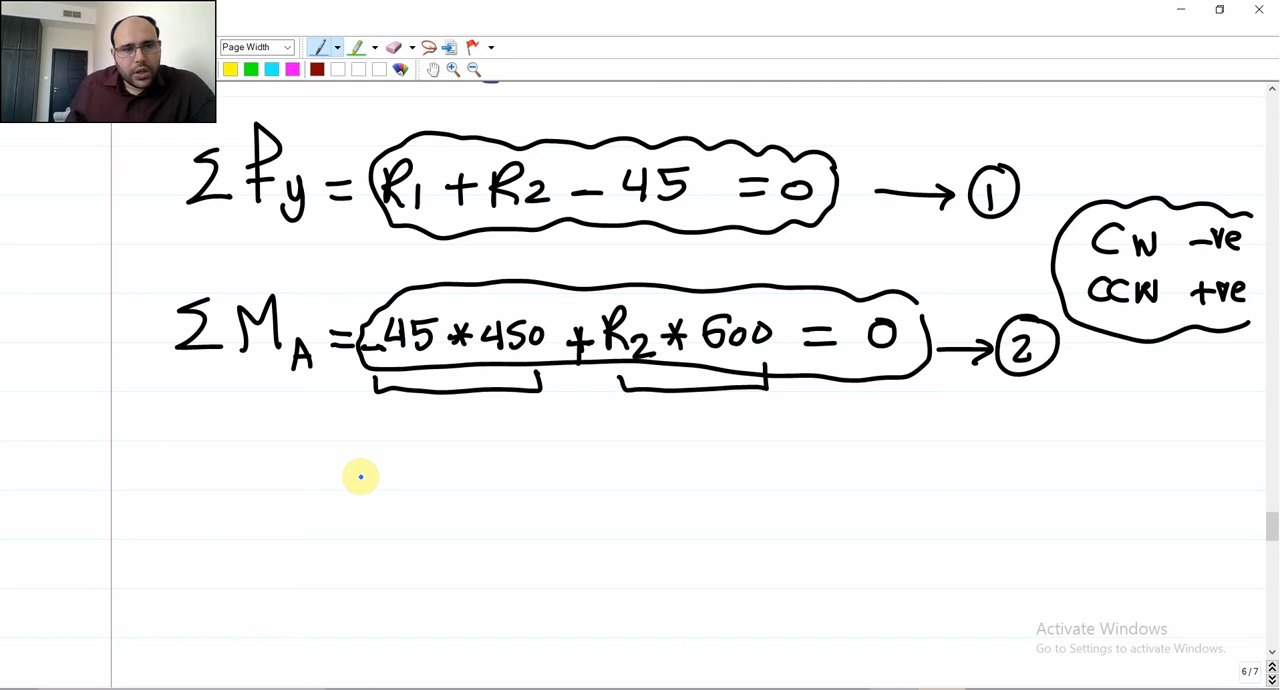 Page Width
ΣFy = R1 + R2 - 45 = 0 → ①
CW -ve
CCW +ve
ΣMA = -45 * 450 + R2 * 600 = 0 → ②
Activate Windows
Go to Settings to activate Windows.
6/7